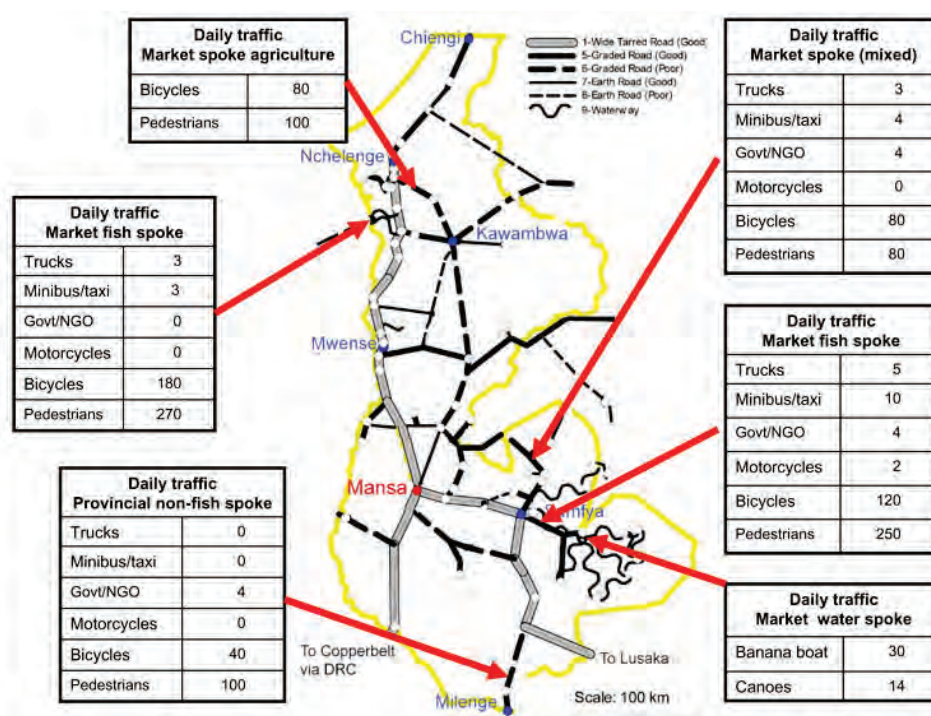 Daily traffic
Market spoke agriculture
Bicycles 80
Pedestrians 100
Daily traffic
Market fish spoke
Trucks 3
Minibus/taxi 3
Govt/NGO 0
Motorcycles 0
Bicycles 180
Pedestrians 270
Daily traffic
Provincial non-fish spoke
Trucks 0
Minibus/taxi 0
Govt/NGO 4
Motorcycles 0
Bicycles 40
Pedestrians 100
Chiengi
1-Wide Tarred Road (Good)
5-Graded Road (Good)
6-Graded Road (Poor)
7-Earth Road (Good)
8-Earth Road (Poor)
9-Waterway
Nchelenge
Kawambwa
Mwense
Mansa
To Copperbelt
via DRC
To Lusaka
Milenge
Scale: 100 km
Daily traffic
Market spoke (mixed)
Trucks 3
Minibus/taxi 4
Govt/NGO 4
Motorcycles 0
Bicycles 80
Pedestrians 80
Daily traffic
Market fish spoke
Trucks 5
Minibus/taxi 10
Govt/NGO 4
Motorcycles 2
Bicycles 120
Pedestrians 250
Daily traffic
Market water spoke
Banana boat 30
Canoes 14